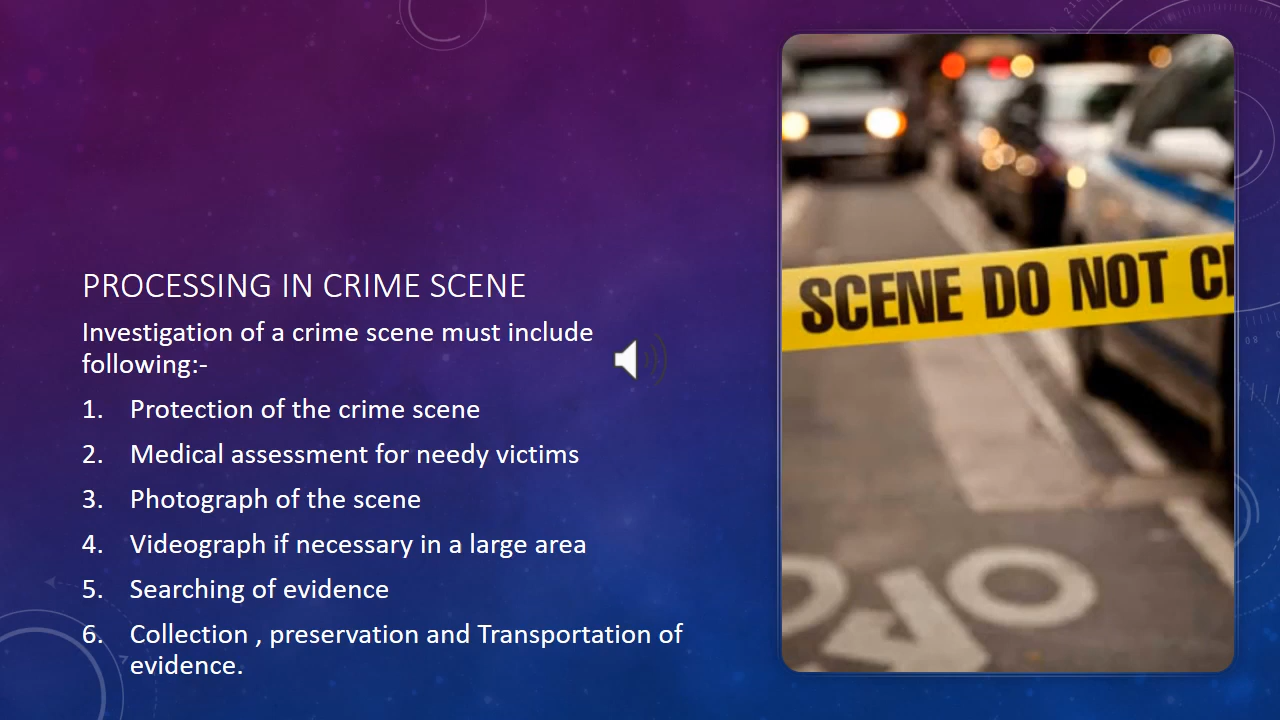 PROCESSING IN CRIME SCENE
Investigation of a crime scene must include
following:-
1. Protection of the crime scene
2. Medical assessment for needy victims
3. Photograph of the scene
4. Videograph if necessary in a large area
5. Searching of evidence
6. Collection , preservation and Transportation of
evidence.
SCENE DO NOT